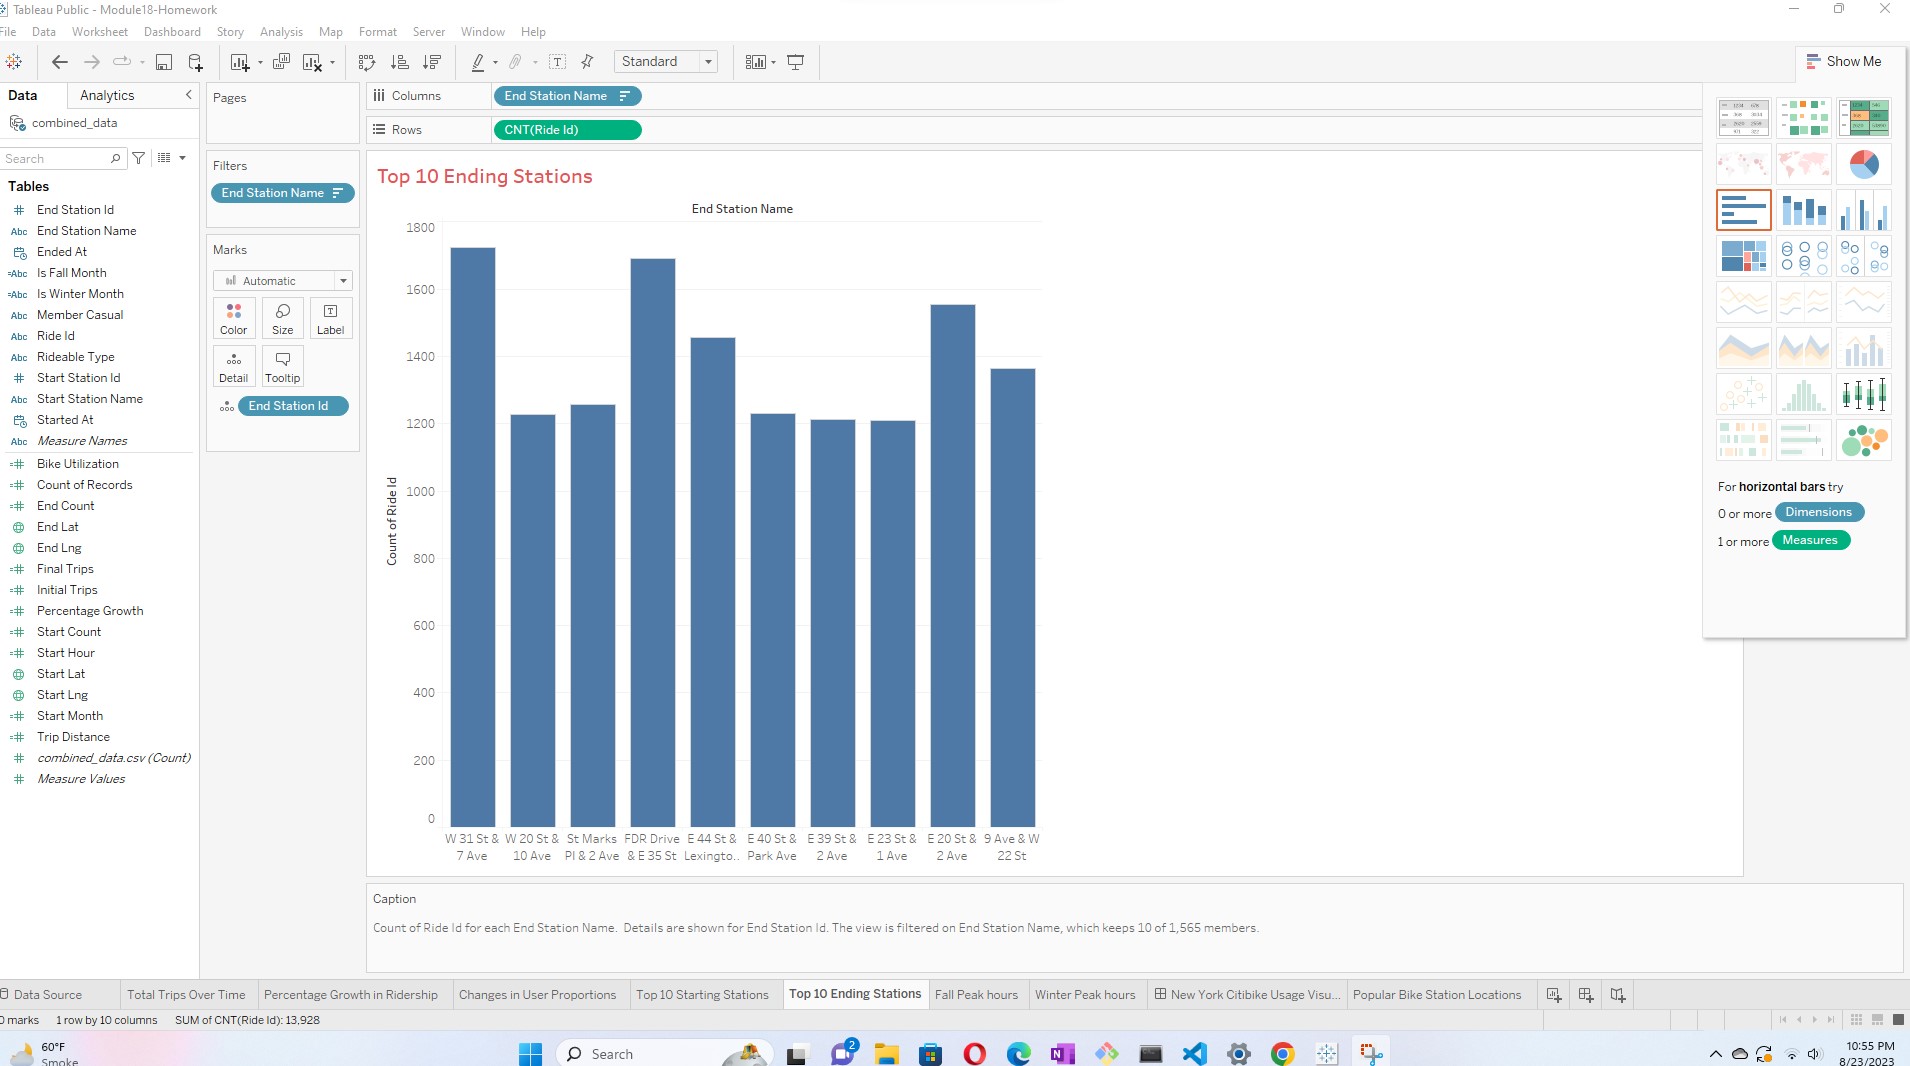 Tableau Public - Module18-Homework
File Data Worksheet Dashboard Story Analysis Map Format Server Window Help
Standard
Show Me
Data Analytics
combined_data
Search
Tables
# End Station Id
Abc End Station Name
Ended At
=Abc Is Fall Month
=Abc Is Winter Month
Abc Member Casual
Abc Ride Id
Abc Rideable Type
# Start Station Id
Abc Start Station Name
Started At
Abc Measure Names
=# Bike Utilization
=# Count of Records
=# End Count
End Lat
End Lng
=# Final Trips
=# Initial Trips
=# Percentage Growth
=# Start Count
=# Start Hour
Start Lat
Start Lng
=# Start Month
=# Trip Distance
# combined_data.csv (Count)
# Measure Values
Pages
Filters
End Station Name
Marks
Automatic
Color Size Label
Detail Tooltip
End Station Id
Columns End Station Name
Rows CNT(Ride Id)
Top 10 Ending Stations
End Station Name
1800
1600
1400
1200
1000
800
600
400
200
0
Count of Ride Id
W 31 St & 7 Ave
W 20 St & 10 Ave
St Marks Pl & 2 Ave
FDR Drive & E 35 St
E 44 St & Lexingto..
E 40 St & Park Ave
E 39 St & 2 Ave
E 23 St & 1 Ave
E 20 St & 2 Ave
9 Ave & W 22 St
For horizontal bars try
0 or more Dimensions
1 or more Measures
Caption
Count of Ride Id for each End Station Name. Details are shown for End Station Id. The view is filtered on End Station Name, which keeps 10 of 1,565 members.
Data Source Total Trips Over Time Percentage Growth in Ridership Changes in User Proportions Top 10 Starting Stations Top 10 Ending Stations Fall Peak hours Winter Peak hours New York Citibike Usage Visu... Popular Bike Station Locations
0 marks 1 row by 10 columns SUM of CNT(Ride Id): 13,928
60°F
Smoke
Search
2
10:55 PM
8/23/2023